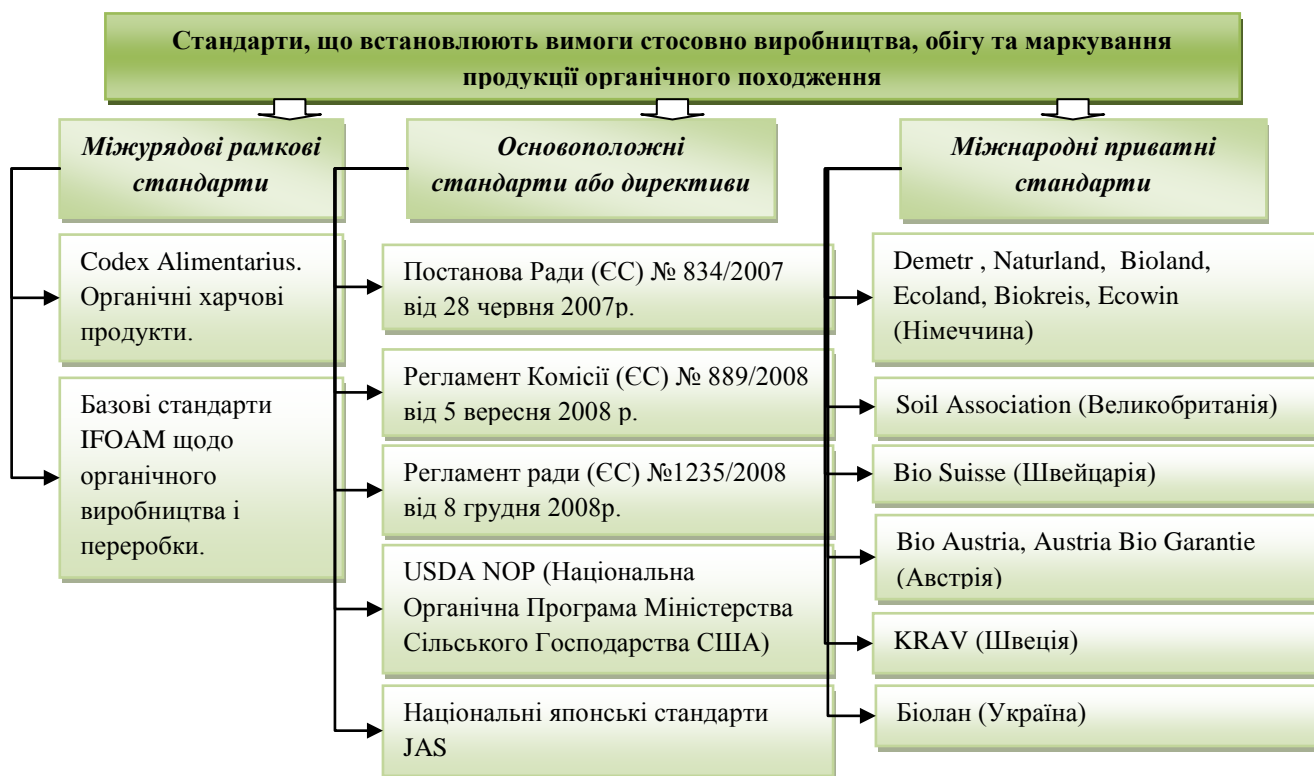 Стандарти, що встановлюють вимоги стосовно виробництва, обігу та маркування
продукції органічного походження
Міжурядові рамкові
стандарти
Codex Alimentarius.
Органічні харчові
продукти.
Базові стандарти
IFOAM щодо
органічного
виробництва і
переробки.
Основоположні
стандарти або директиви
Постанова Ради (ЄС) № 834/2007
від 28 червня 2007р.
Регламент Комісії (ЄС) № 889/2008
від 5 вересня 2008 р.
Регламент ради (ЄС) №1235/2008
від 8 грудня 2008р.
USDA NOP (Національна
Органічна Програма Міністерства
Сільського Господарства США)
Національні японські стандарти
JAS
Міжнародні приватні
стандарти
Demetr , Naturland, Bioland,
Ecoland, Biokreis, Ecowin
(Німеччина)
Soil Association (Великобританія)
Bio Suisse (Швейцарія)
Bio Austria, Austria Bio Garantie
(Австрія)
KRAV (Швеція)
Біолан (Україна)